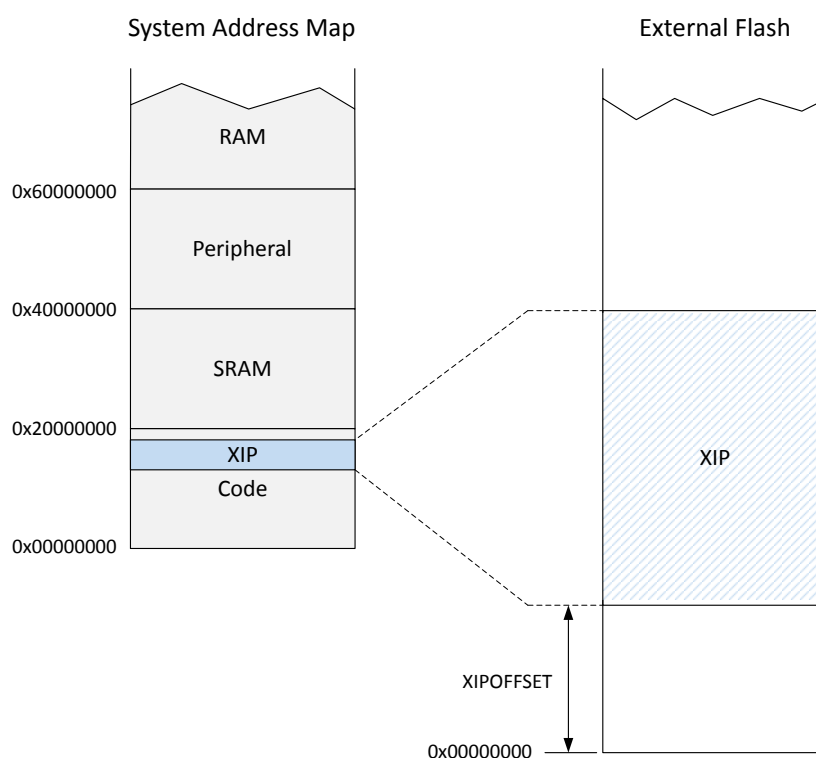 System Address Map
External Flash
RAM
0x60000000
Peripheral
0x40000000
SRAM
0x20000000
XIP
XIP
Code
0x00000000
XIPOFFSET
0x00000000